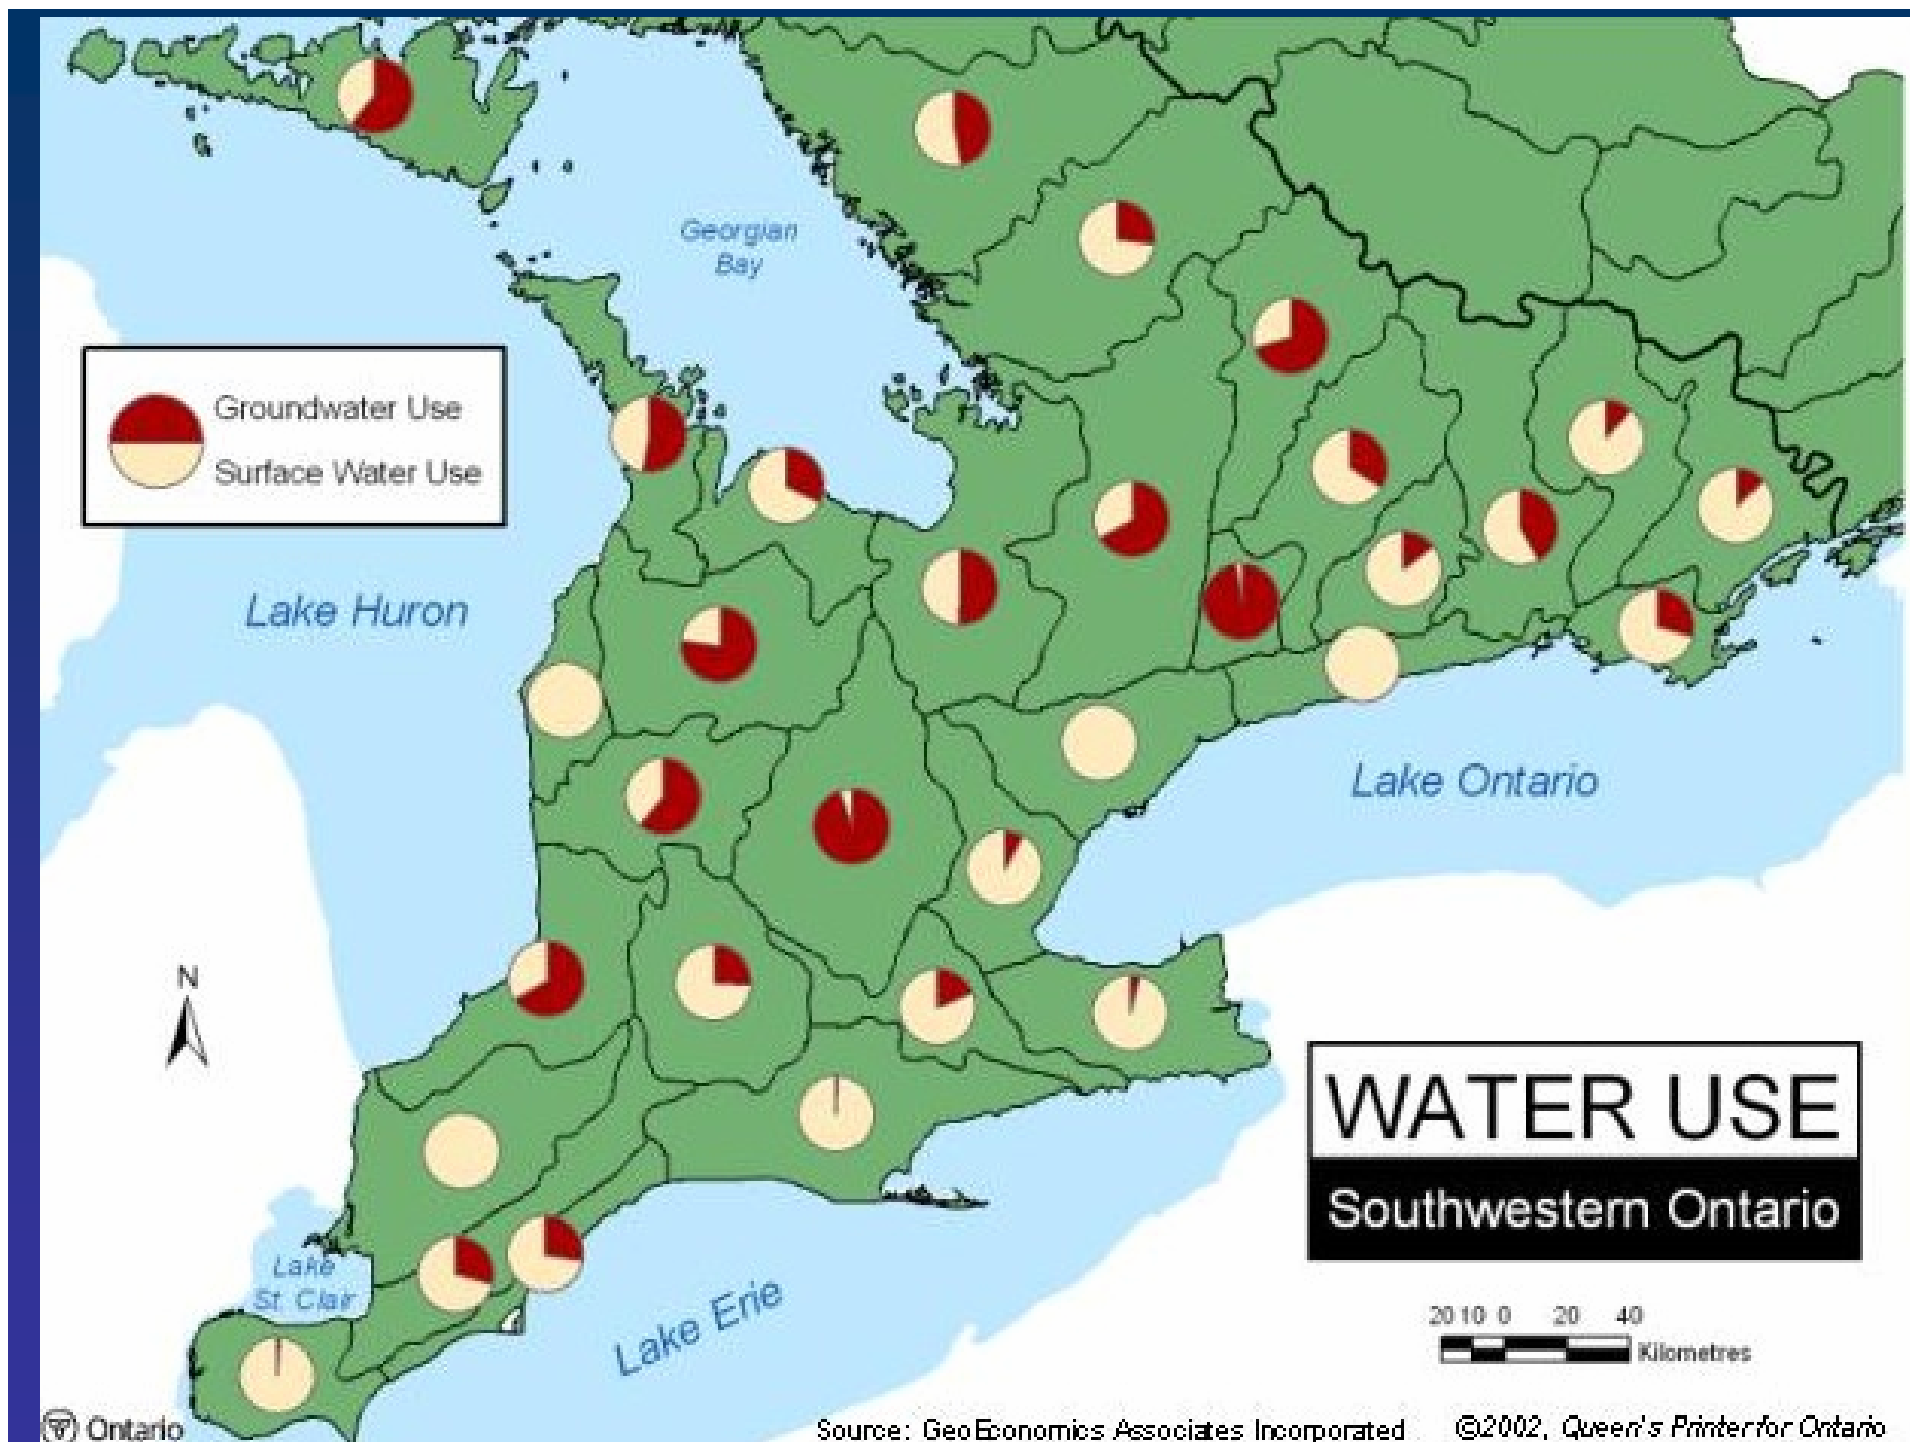 Georgian
Bay
Groundwater Use
Surface Water Use
Lake Huron
Lake Ontario
N
WATER USE
Southwestern Ontario
Lake
St. Clair
Lake Erie
20 10 0 20 40
Kilometres
Ontario
Source: GeoEconomics Associates Incorporated ©2002, Queen's Printer for Ontario